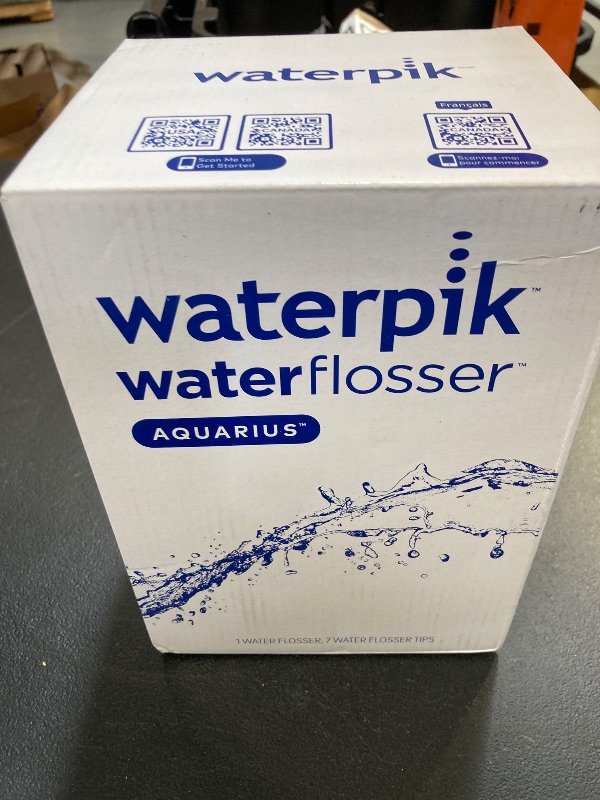 waterpik
Français
USA CANADA CANADA
Scan Me to
Get Started
Scannez-moi
pour commencer
waterpik™
waterflosser™
AQUARIUS™
1 WATER FLOSSER, 7 WATER FLOSSER TIPS